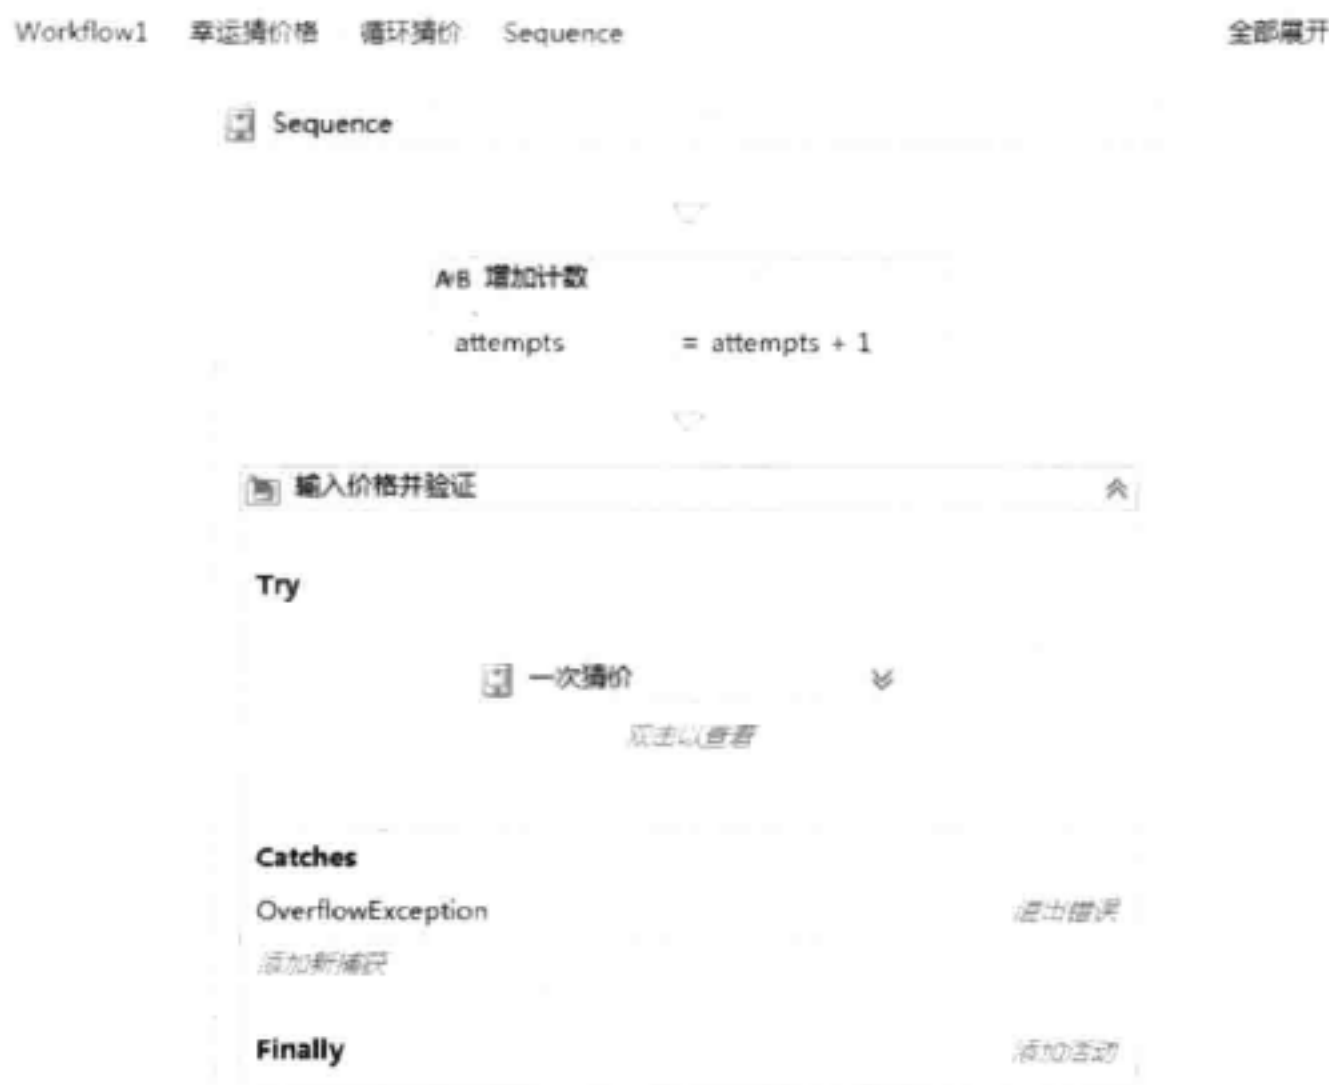 Workflow1 幸运猜价格 循环猜价 Sequence 全部展开
Sequence
A•B 增加计数
attempts = attempts + 1
输入价格并验证
Try
一次猜价
双击以查看
Catches
OverflowException 溢出错误
添加新捕获
Finally 添加活动